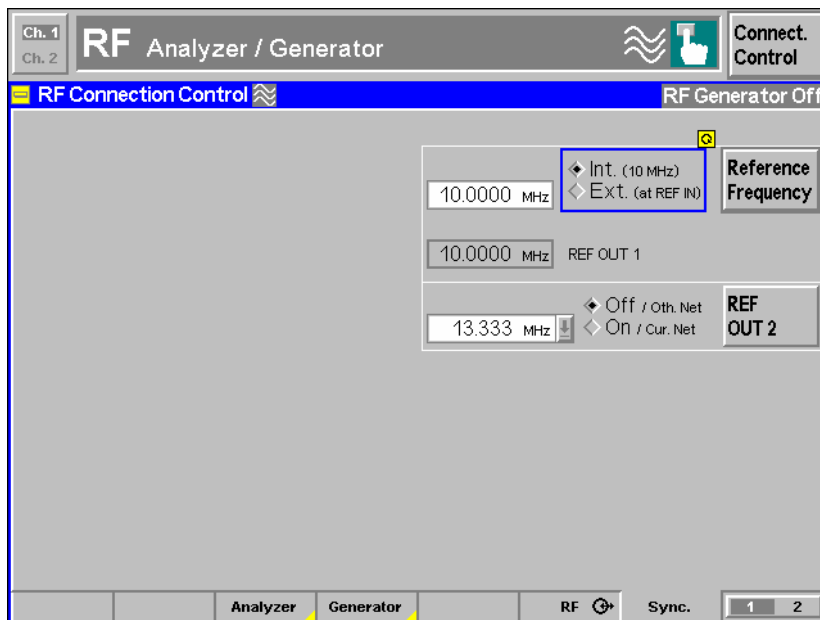 Ch. 1
Ch. 2
RF Analyzer / Generator
Connect.
Control
RF Connection Control
RF Generator Off
10.0000 MHz
Int. (10 MHz)
Ext. (at REF IN)
Reference
Frequency
10.0000 MHz REF OUT 1
13.333 MHz
Off / Oth. Net
On / Cur. Net
REF
OUT 2
Analyzer Generator RF Sync. 1 2